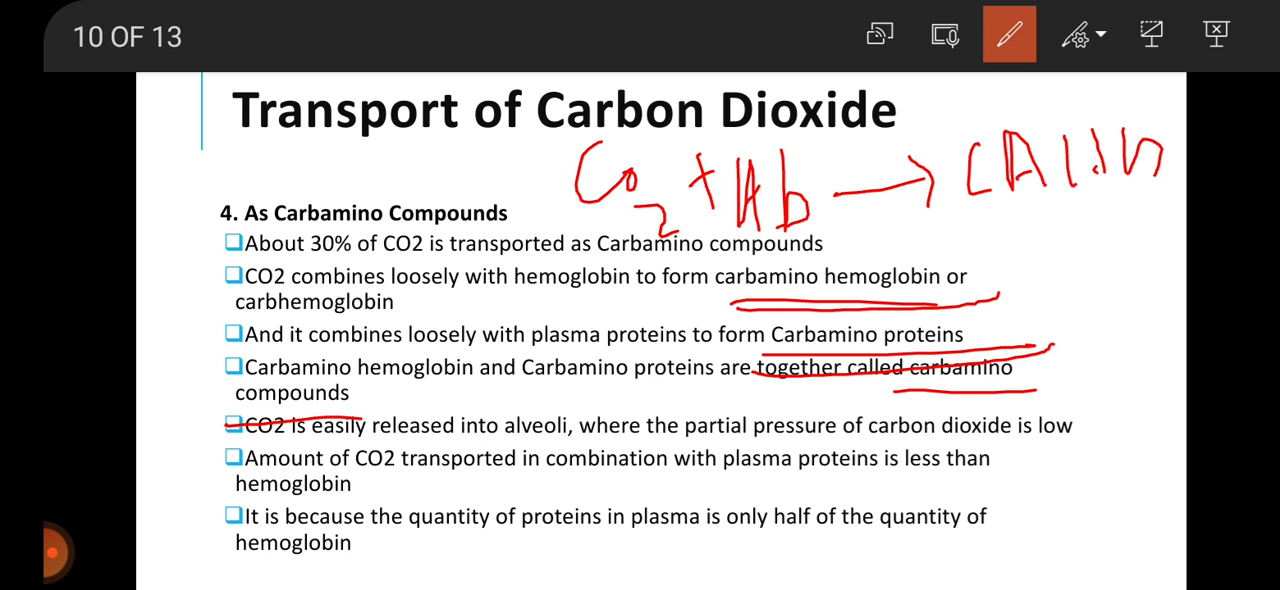 10 OF 13
Transport of Carbon Dioxide
Co2 + Hb →
4. As Carbamino Compounds
About 30% of CO2 is transported as Carbamino compounds
CO2 combines loosely with hemoglobin to form carbamino hemoglobin or
carbhemoglobin
And it combines loosely with plasma proteins to form Carbamino proteins
Carbamino hemoglobin and Carbamino proteins are together called carbamino
compounds
CO2 is easily released into alveoli, where the partial pressure of carbon dioxide is low
Amount of CO2 transported in combination with plasma proteins is less than
hemoglobin
It is because the quantity of proteins in plasma is only half of the quantity of
hemoglobin